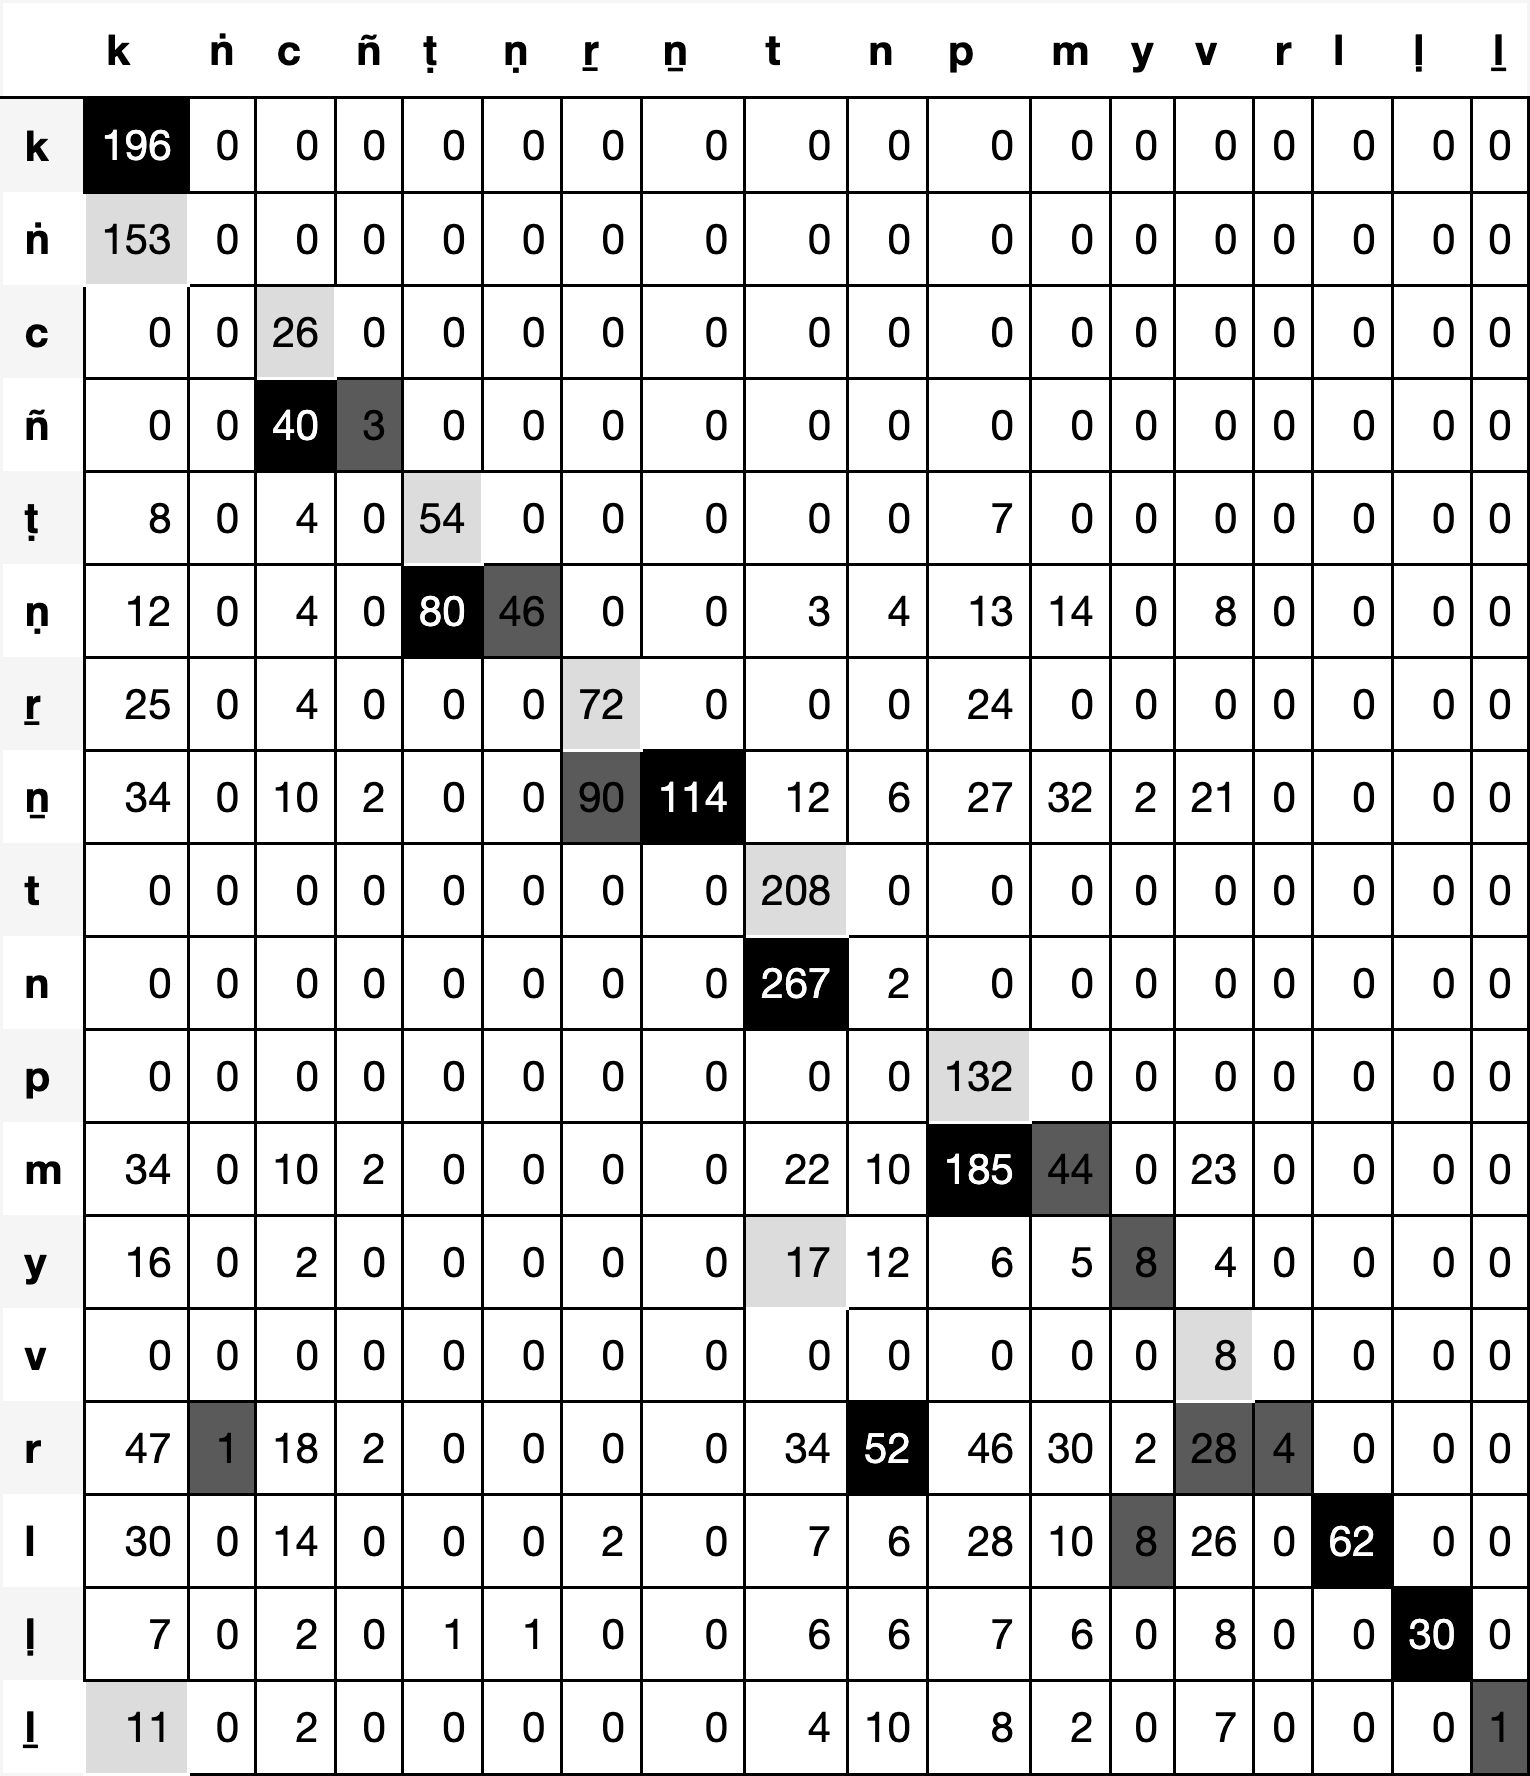 k ṅ c ñ ṭ ṇ ṟ ṉ t n p m y v r l ḷ ḻ
k 196 0 0 0 0 0 0 0 0 0 0 0 0 0 0 0 0 0
ṅ 153 0 0 0 0 0 0 0 0 0 0 0 0 0 0 0 0 0
c 0 0 26 0 0 0 0 0 0 0 0 0 0 0 0 0 0 0
ñ 0 0 40 3 0 0 0 0 0 0 0 0 0 0 0 0 0 0
ṭ 8 0 4 0 54 0 0 0 0 0 7 0 0 0 0 0 0 0
ṇ 12 0 4 0 80 46 0 0 3 4 13 14 0 8 0 0 0 0
ṟ 25 0 4 0 0 0 72 0 0 0 24 0 0 0 0 0 0 0
ṉ 34 0 10 2 0 0 90 114 12 6 27 32 2 21 0 0 0 0
t 0 0 0 0 0 0 0 0 208 0 0 0 0 0 0 0 0 0
n 0 0 0 0 0 0 0 0 267 2 0 0 0 0 0 0 0 0
p 0 0 0 0 0 0 0 0 0 0 132 0 0 0 0 0 0 0
m 34 0 10 2 0 0 0 0 22 10 185 44 0 23 0 0 0 0
y 16 0 2 0 0 0 0 0 17 12 6 5 8 4 0 0 0 0
v 0 0 0 0 0 0 0 0 0 0 0 0 0 8 0 0 0 0
r 47 1 18 2 0 0 0 0 34 52 46 30 2 28 4 0 0 0
l 30 0 14 0 0 0 2 0 7 6 28 10 8 26 0 62 0 0
ḷ 7 0 2 0 1 1 0 0 6 6 7 6 0 8 0 0 30 0
ḻ 11 0 2 0 0 0 0 0 4 10 8 2 0 7 0 0 0 1